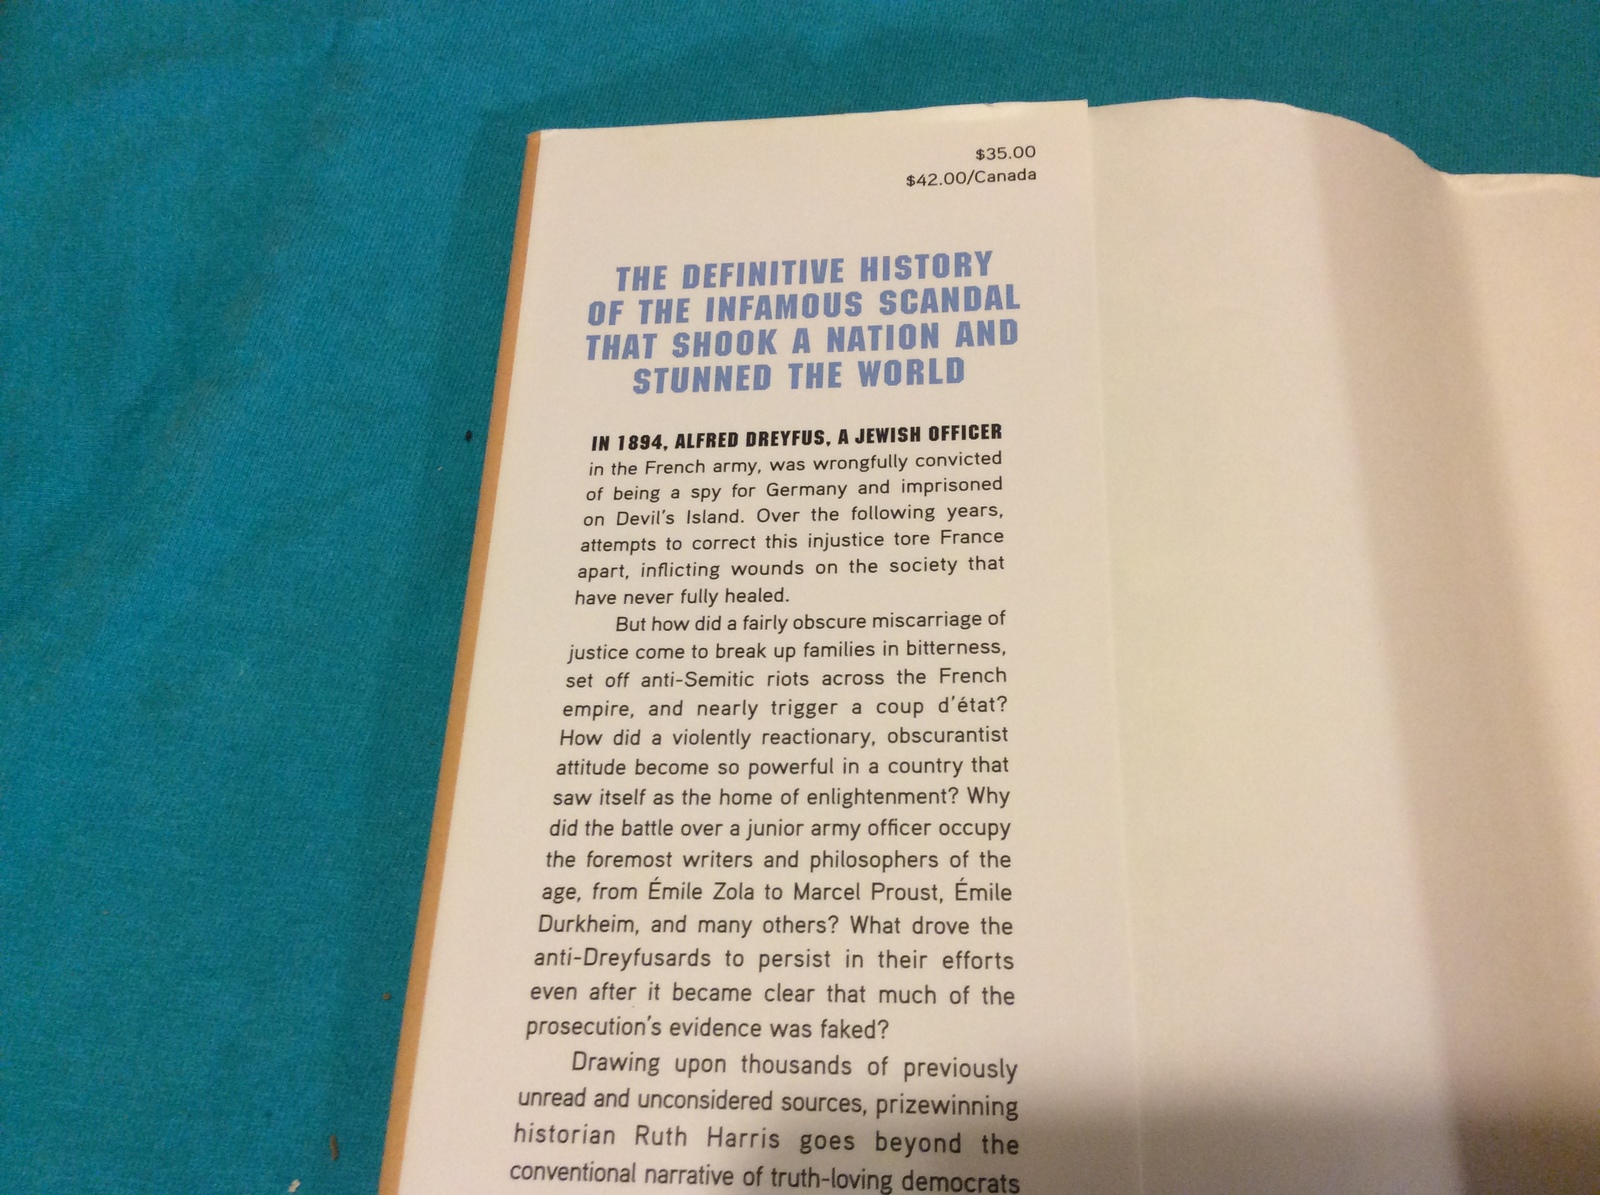 $35.00
$42.00/Canada
THE DEFINITIVE HISTORY
OF THE INFAMOUS SCANDAL
THAT SHOOK A NATION AND
STUNNED THE WORLD
IN 1894, ALFRED DREYFUS, A JEWISH OFFICER
in the French army, was wrongfully convicted
of being a spy for Germany and imprisoned
on Devil's Island. Over the following years,
attempts to correct this injustice tore France
apart, inflicting wounds on the society that
have never fully healed.
But how did a fairly obscure miscarriage of
justice come to break up families in bitterness,
set off anti-Semitic riots across the French
empire, and nearly trigger a coup d'état?
How did a violently reactionary, obscurantist
attitude become so powerful in a country that
saw itself as the home of enlightenment? Why
did the battle over a junior army officer occupy
the foremost writers and philosophers of the
age, from Émile Zola to Marcel Proust, Émile
Durkheim, and many others? What drove the
anti-Dreyfusards to persist in their efforts
even after it became clear that much of the
prosecution's evidence was faked?
Drawing upon thousands of previously
unread and unconsidered sources, prizewinning
historian Ruth Harris goes beyond the
conventional narrative of truth-loving democrats